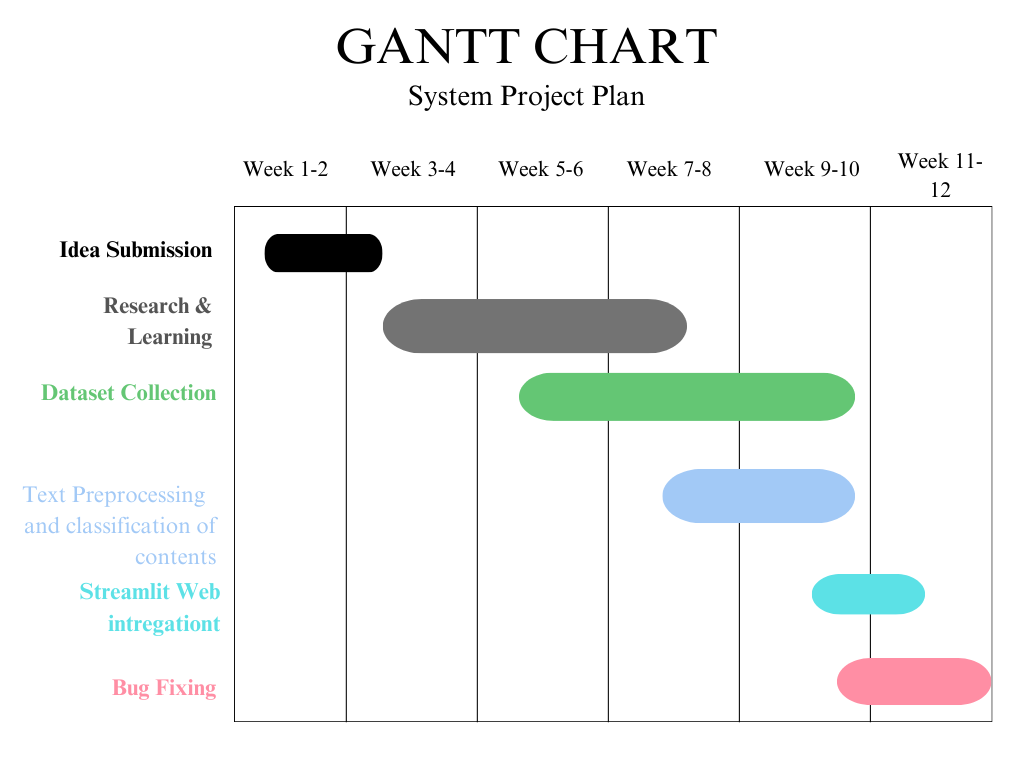 GANTT CHART
System Project Plan
Week 1-2
Week 3-4
Week 5-6
Week 7-8
Week 9-10
Week 11-
12
Idea Submission
Research &
Learning
Dataset Collection
Text Preprocessing
and classification of
contents
Streamlit Web
intregationt
Bug Fixing